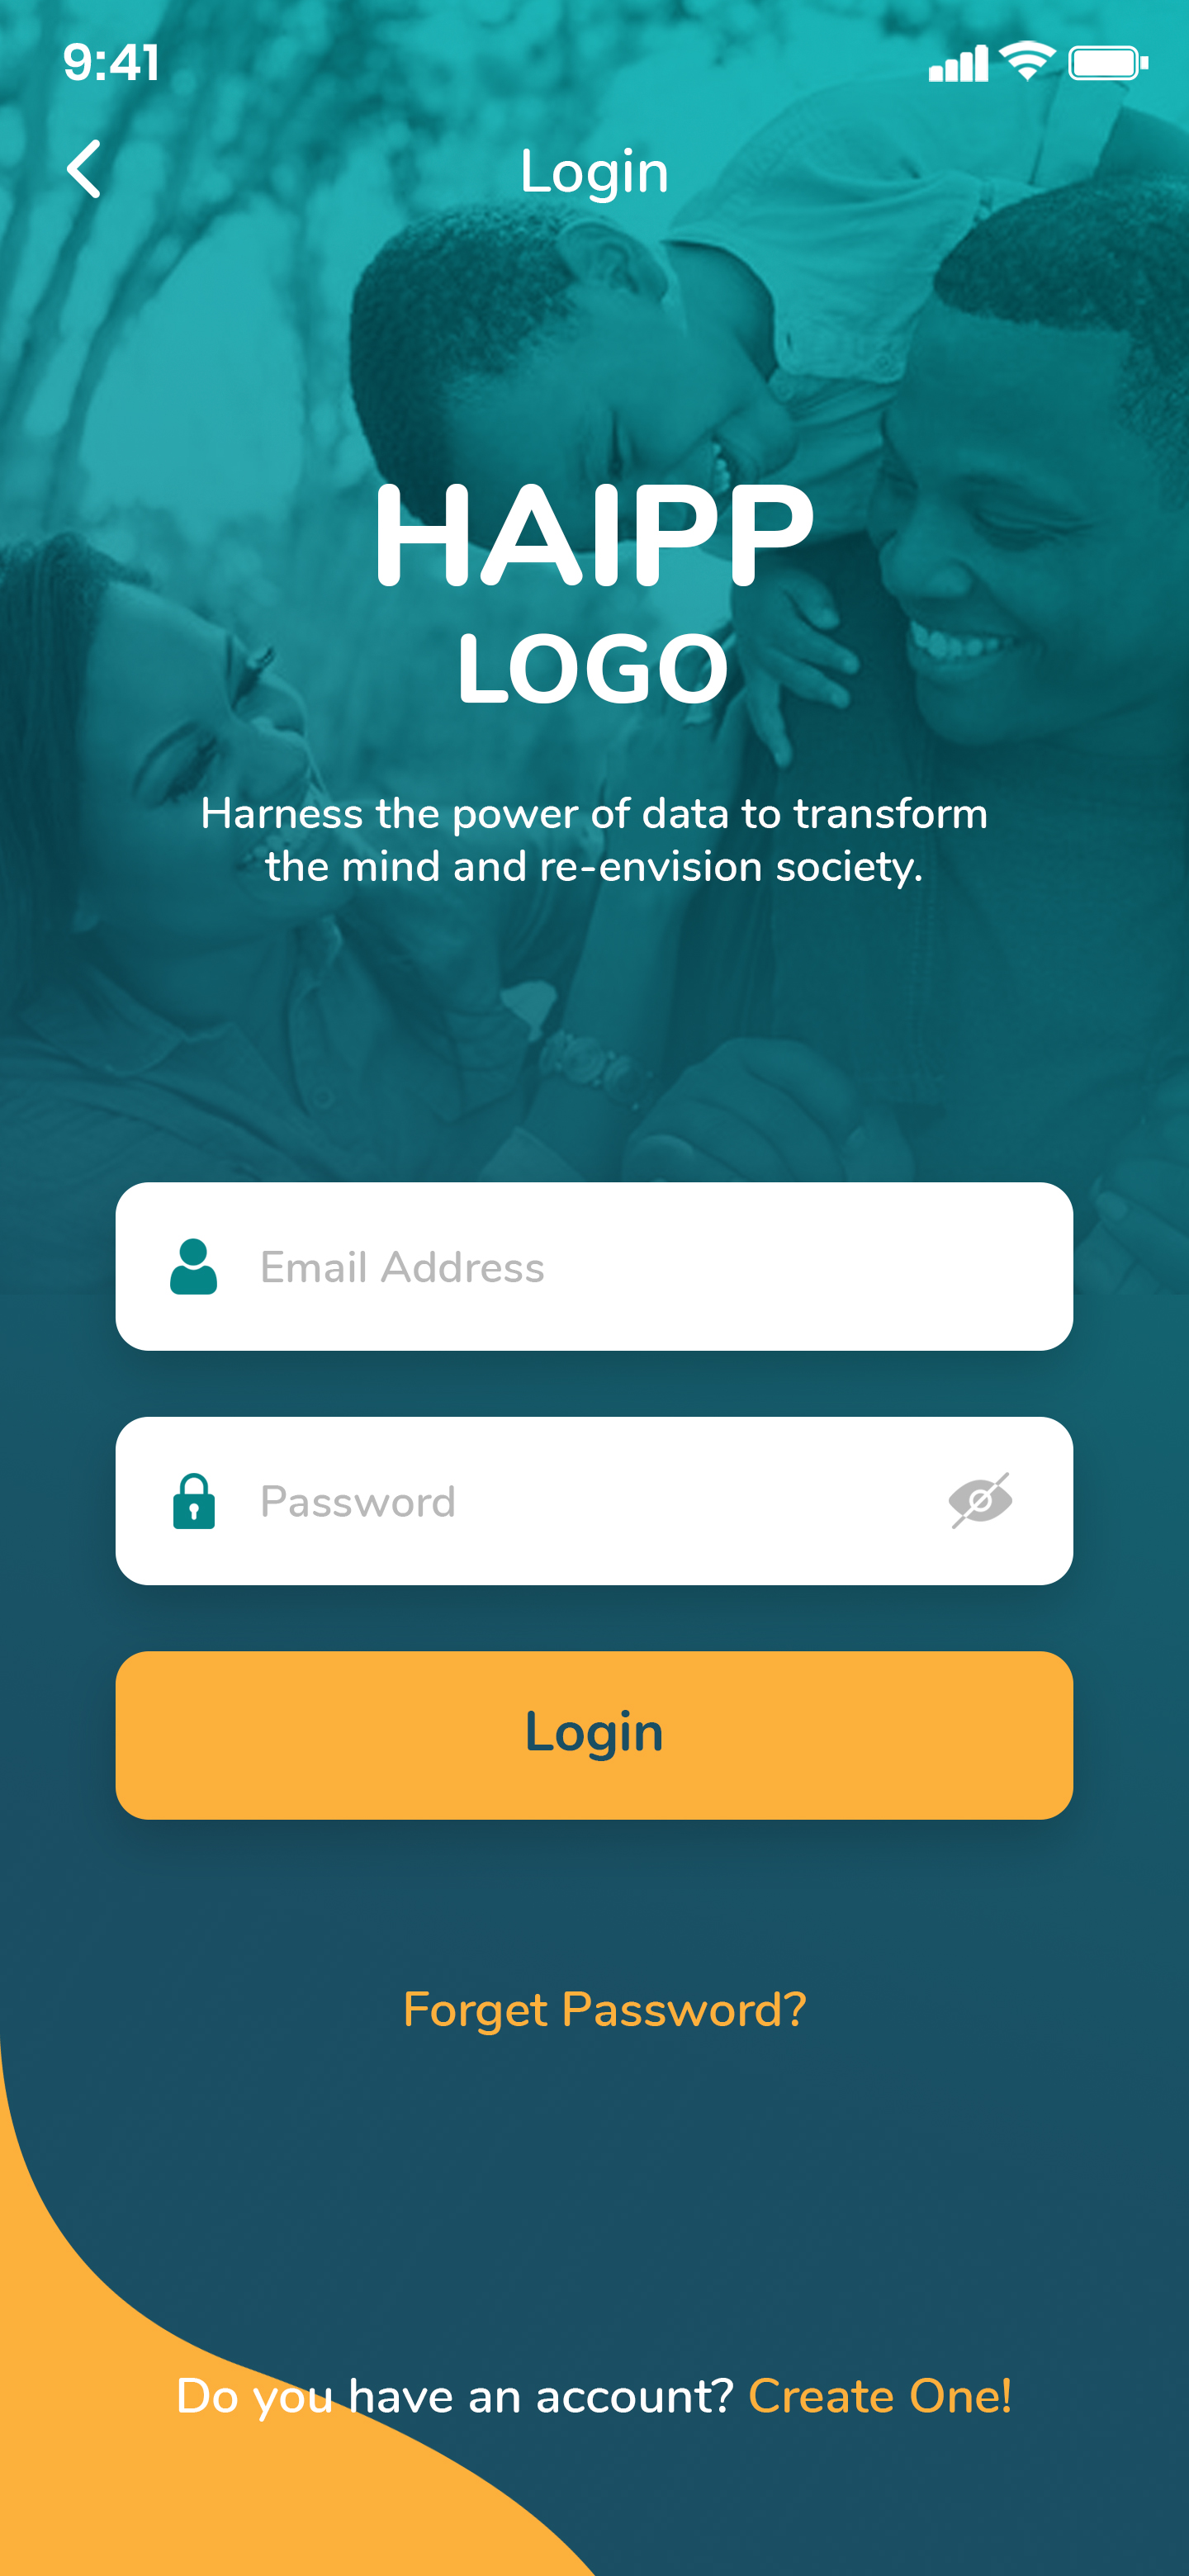 9:41
Login
HAIPP
LOGO
Harness the power of data to transform
the mind and re-envision society.
Email Address
Password
Login
Forget Password?
Do you have an account? Create One!